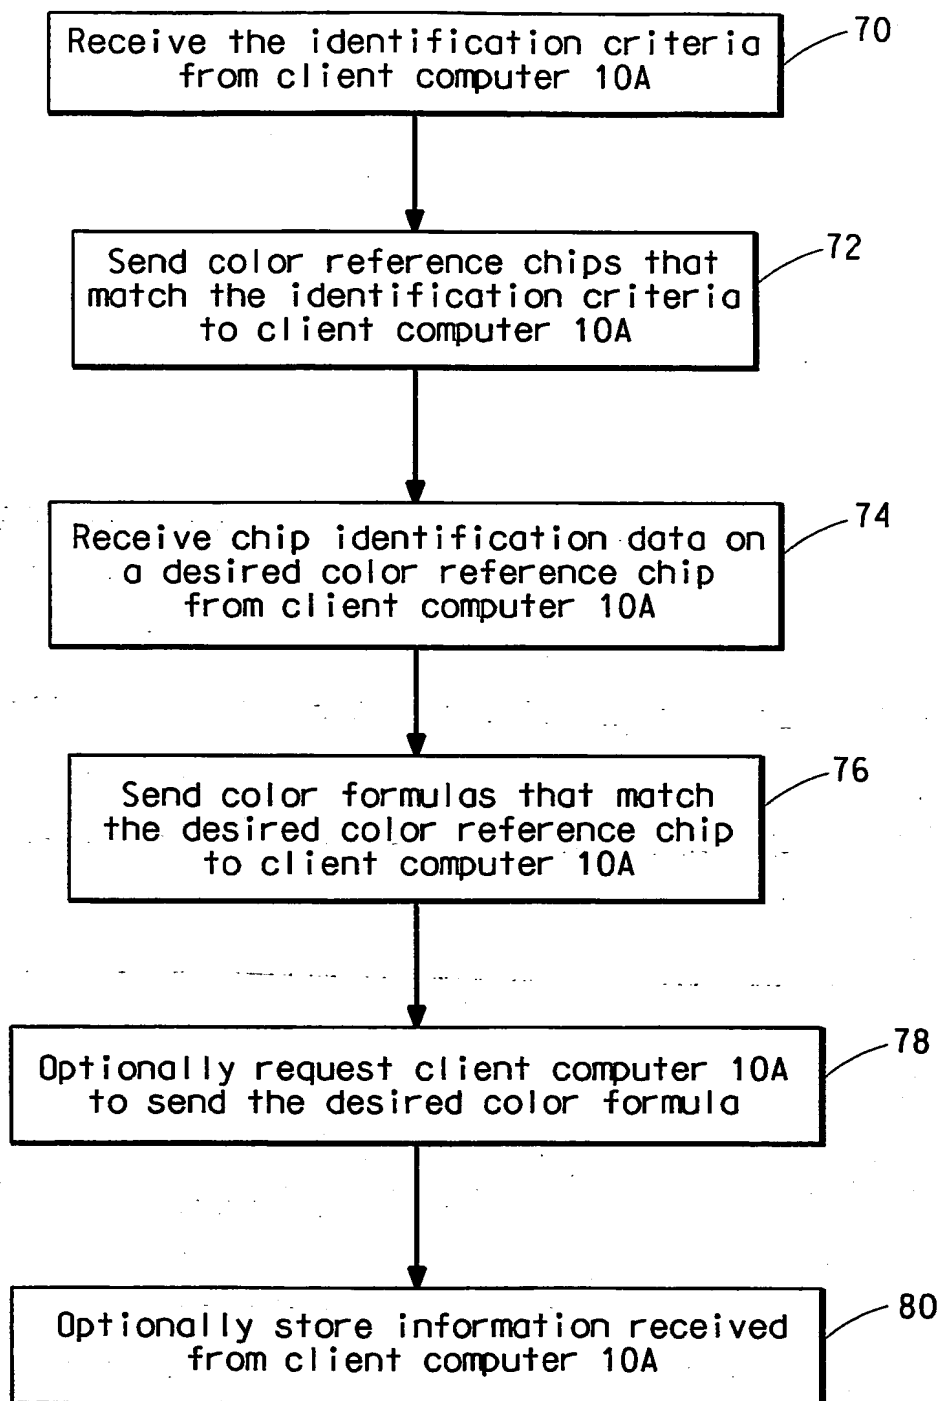 Receive the identification criteria
from client computer 10A
70
Send color reference chips that
match the identification criteria
to client computer 10A
72
Receive chip identification data on
a desired color reference chip
from client computer 10A
74
Send color formulas that match
the desired color reference chip
to client computer 10A
76
Optionally request client computer 10A
to send the desired color formula
78
Optionally store information received
from client computer 10A
80